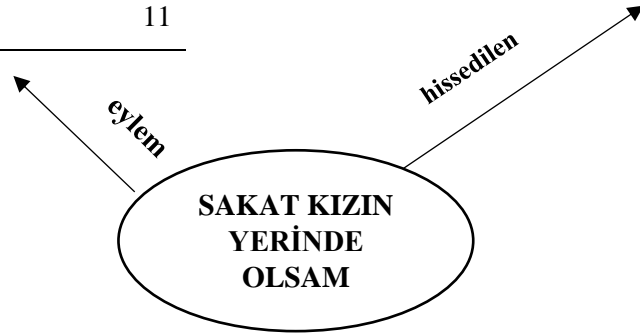 11
hissedilen
eylem
SAKAT KIZIN
YERİNDE
OLSAM